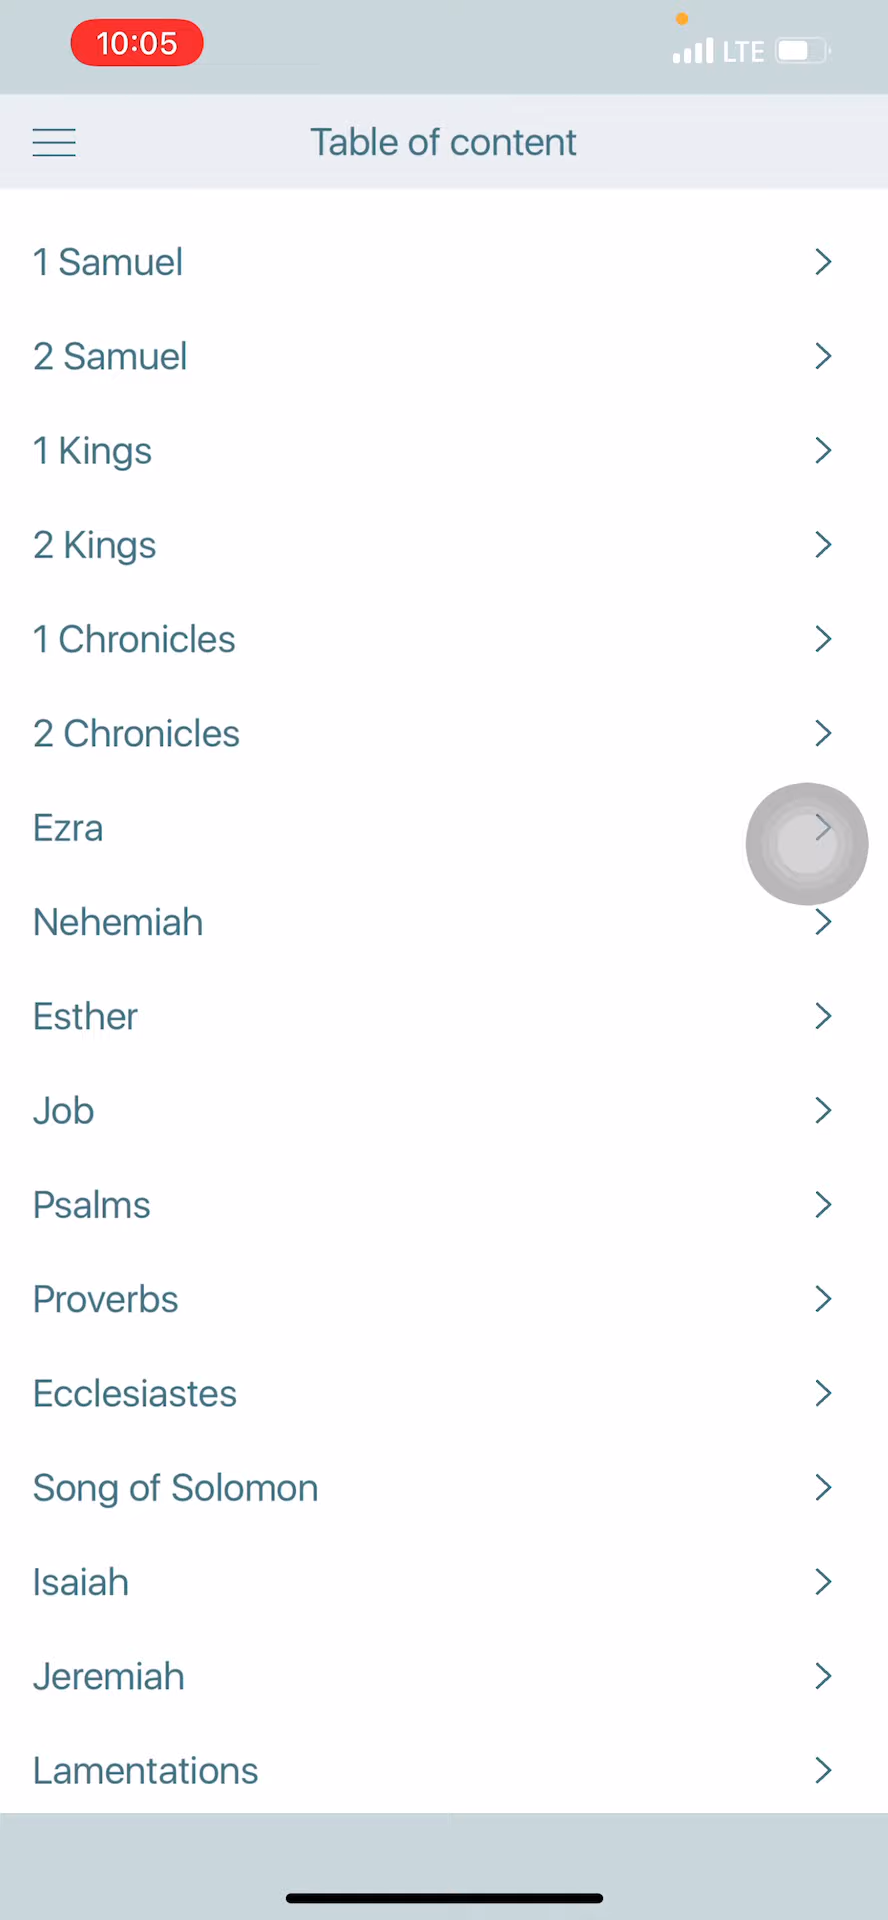 10:05
LTE
Table of content
1 Samuel
2 Samuel
1 Kings
2 Kings
1 Chronicles
2 Chronicles
Ezra
Nehemiah
Esther
Job
Psalms
Proverbs
Ecclesiastes
Song of Solomon
Isaiah
Jeremiah
Lamentations